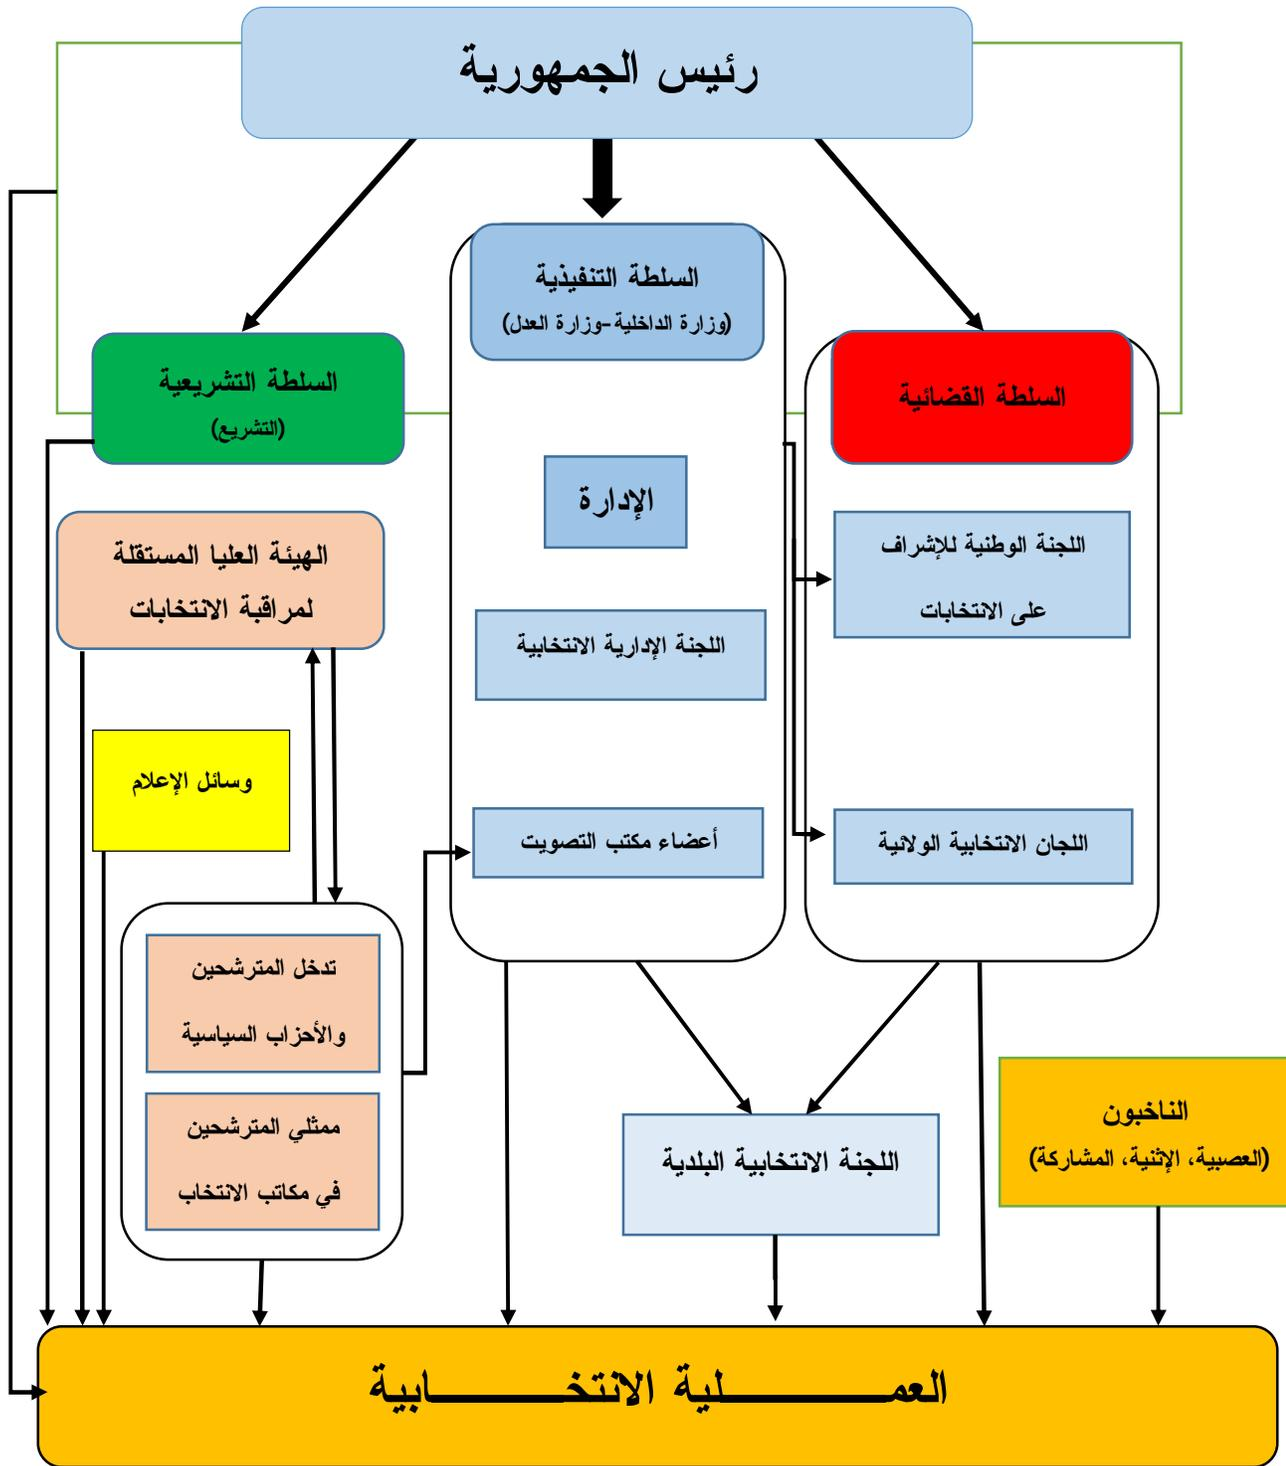 رئيس الجمهورية
السلطة التنفيذية
(وزارة الداخلية-وزارة العدل)
السلطة القضائية
السلطة التشريعية
(التشريع)
الإدارة
اللجنة الوطنية للإشراف
على الانتخابات
الهيئة العليا المستقلة
لمراقبة الانتخابات
اللجنة الإدارية الانتخابية
وسائل الإعلام
اللجان الانتخابية الولائية
أعضاء مكتب التصويت
تدخل المترشحين
والأحزاب السياسية
ممثلي المترشحين
في مكاتب الانتخاب
الناخبون
(العصبية، الإثنية، المشاركة)
اللجنة الانتخابية البلدية
العمـــــــــلية الانتخـــــــــابية